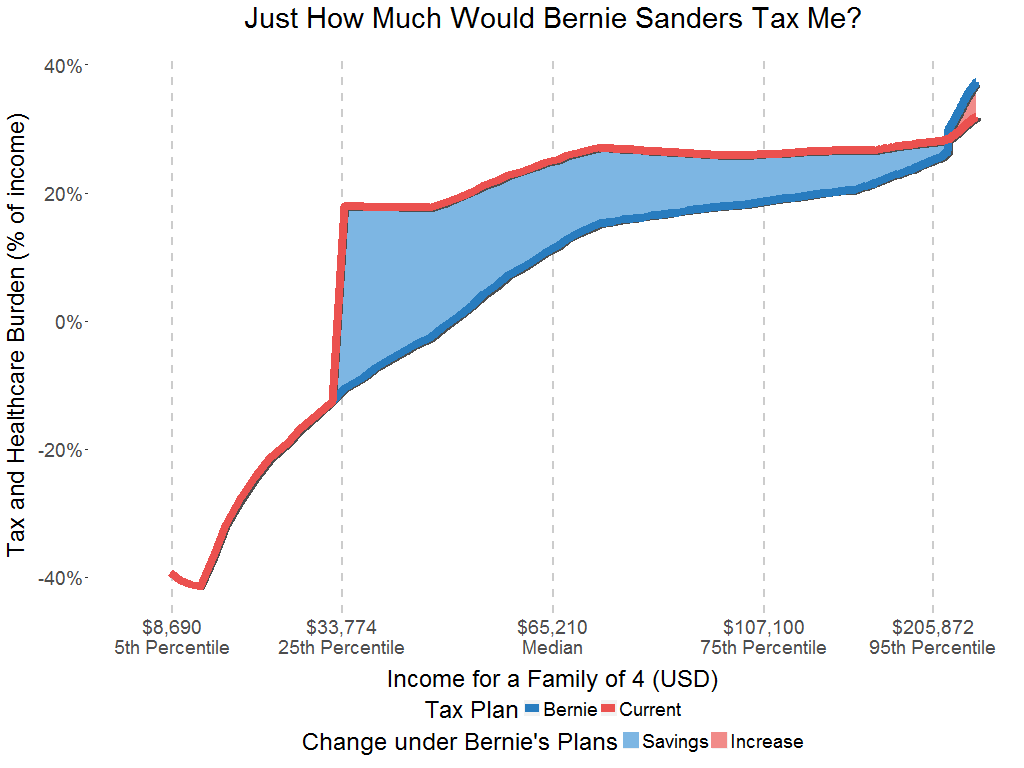 Just How Much Would Bernie Sanders Tax Me?
Tax and Healthcare Burden (% of income)
40%
20%
0%
-20%
-40%
$8,690 $33,774 $65,210 $107,100 $205,872
5th Percentile 25th Percentile Median 75th Percentile 95th Percentile
Income for a Family of 4 (USD)
Tax Plan Bernie Current
Change under Bernie's Plans Savings Increase